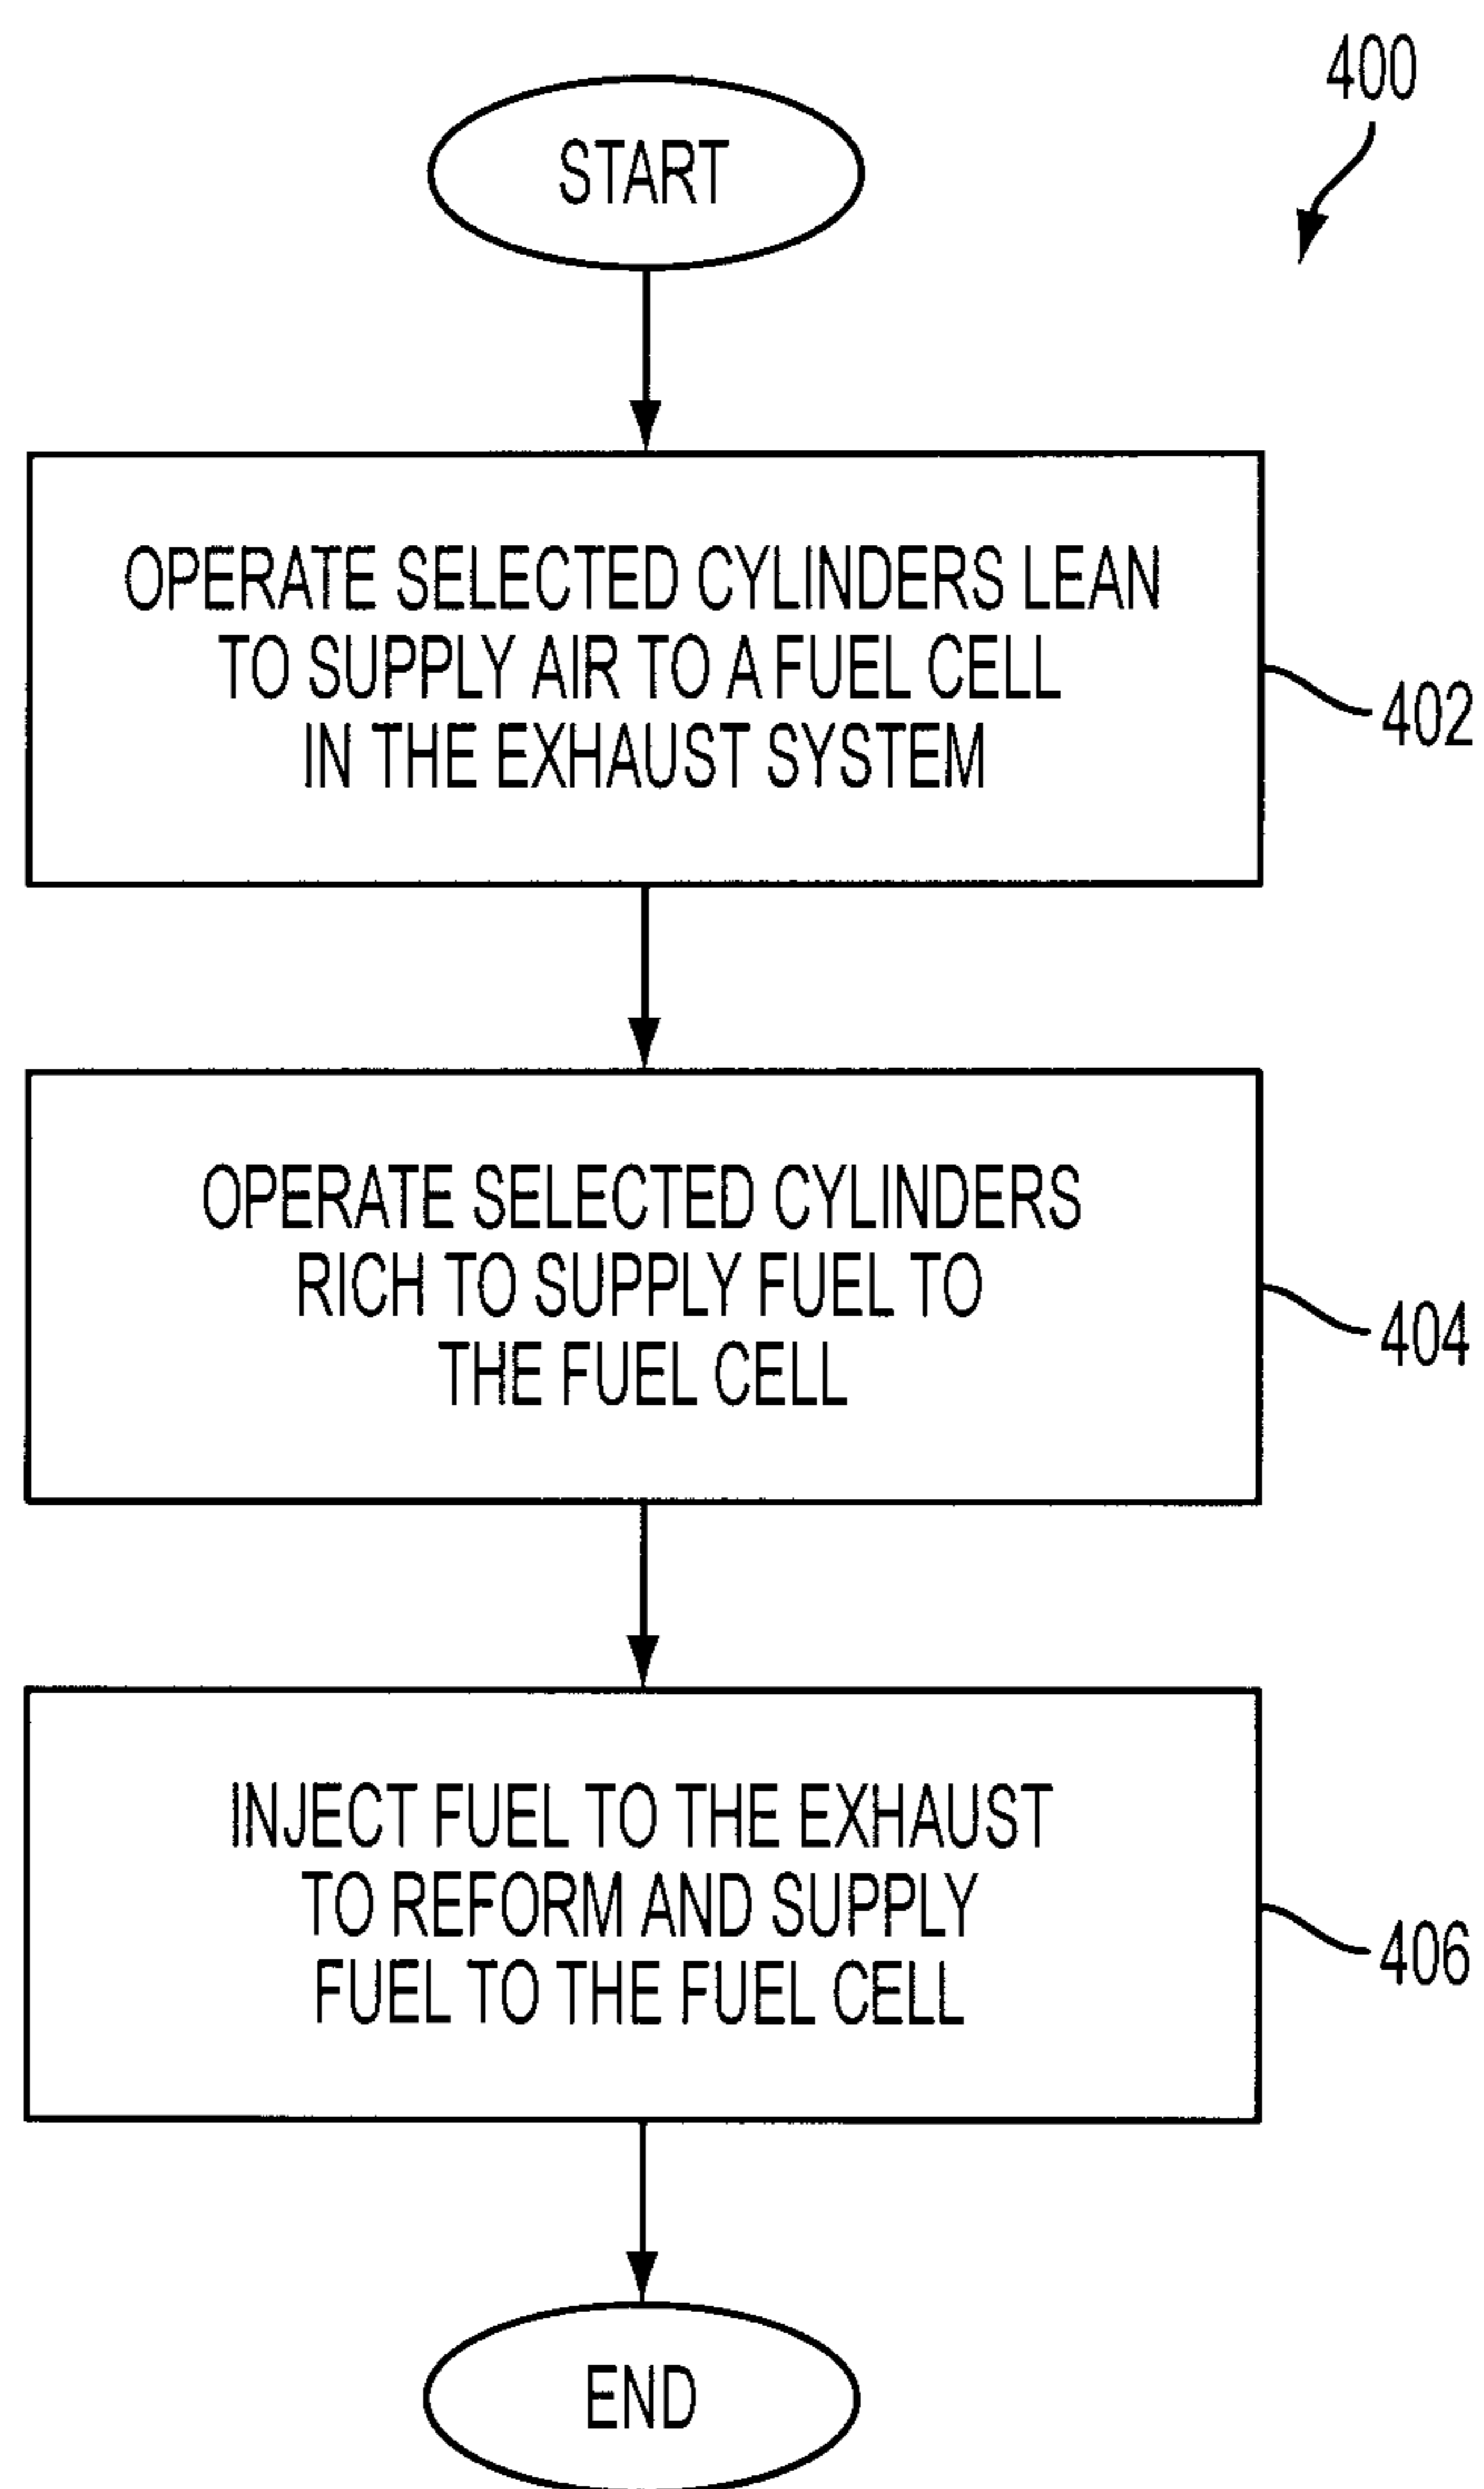 400
START
OPERATE SELECTED CYLINDERS LEAN
TO SUPPLY AIR TO A FUEL CELL
IN THE EXHAUST SYSTEM
402
OPERATE SELECTED CYLINDERS
RICH TO SUPPLY FUEL TO
THE FUEL CELL
404
INJECT FUEL TO THE EXHAUST
TO REFORM AND SUPPLY
FUEL TO THE FUEL CELL
406
END